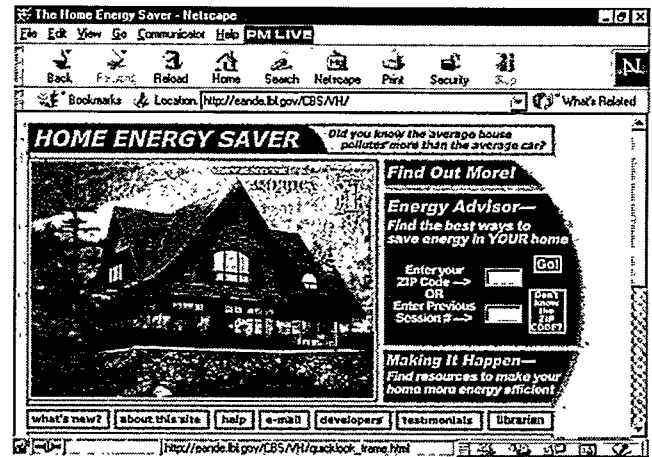 The Home Energy Saver - Netscape
File Edit View Go Communicator Help PM LIVE
Back Reload Home Search Netscape Print Security
Bookmarks Location: http://eande.lbl.gov/CBS/VH/ What's Related
HOME ENERGY SAVER
Did you know the average house
pollutes more than the average car?
Find Out More!
Energy Advisor—
Find the best ways to
save energy in YOUR home
Enter your
ZIP Code —>
Go!
OR
Enter Previous
Session # —>
Don't
know
the
ZIP
CODE?
Making It Happen—
Find resources to make your
home more energy efficient
what's new? about this site help e-mail developers testimonials librarian
http://eande.lbl.gov/CBS/VH/quicklook_frame.html